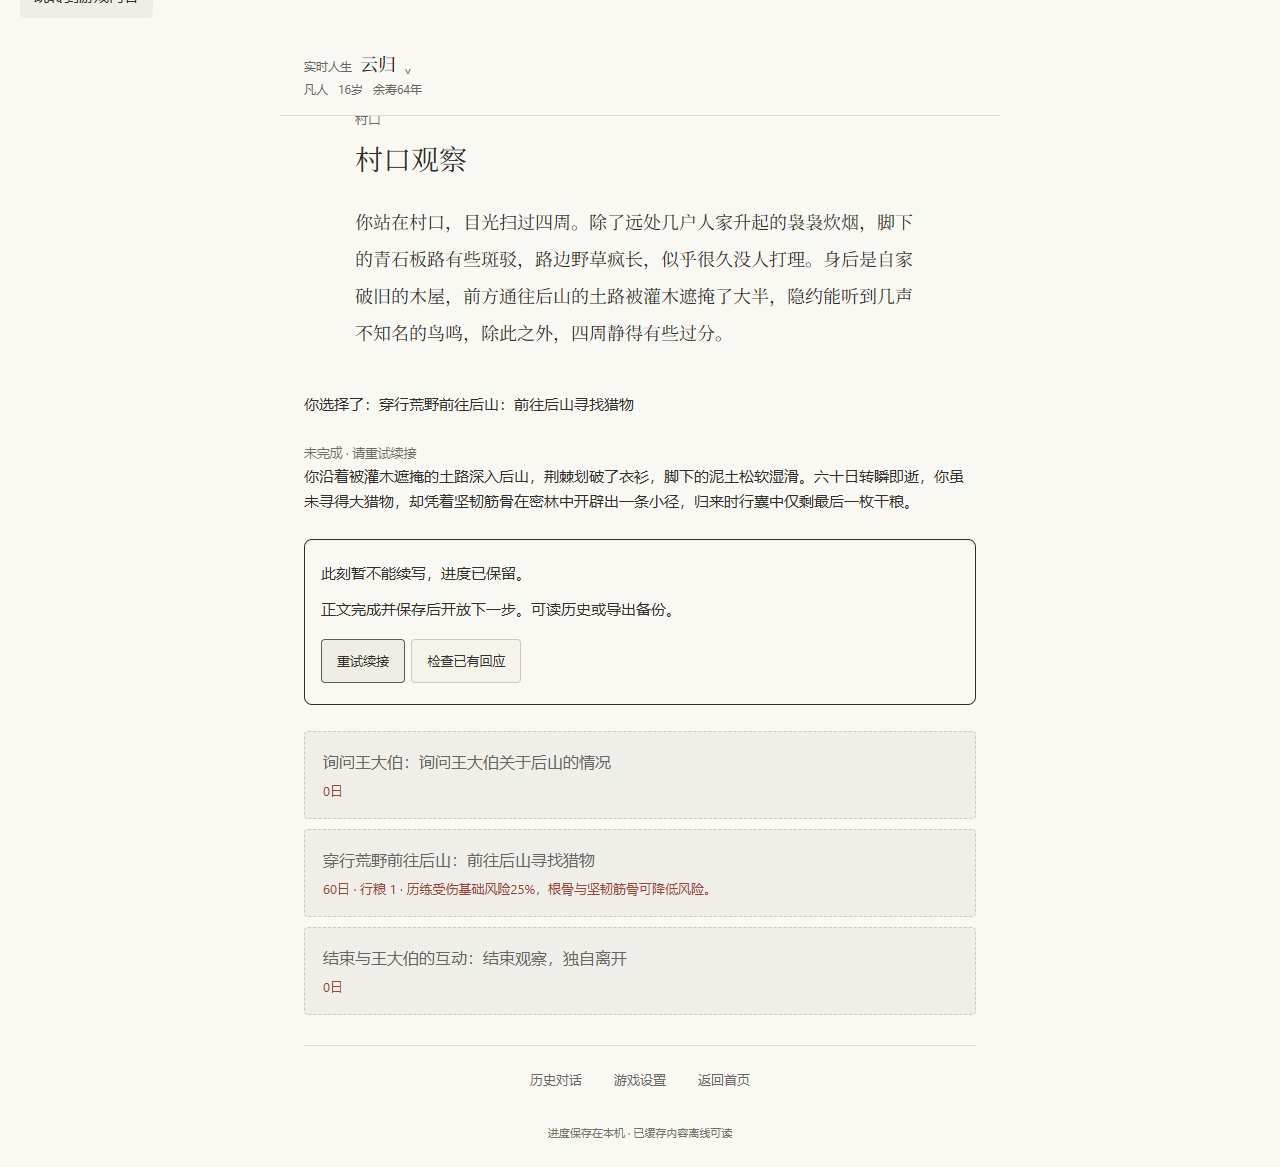 实时人生 云归 ˅
凡人 16岁 余寿64年
村口
村口观察
你站在村口，目光扫过四周。除了远处几户人家升起的袅袅炊烟，脚下
的青石板路有些斑驳，路边野草疯长，似乎很久没人打理。身后是自家
破旧的木屋，前方通往后山的土路被灌木遮掩了大半，隐约能听到几声
不知名的鸟鸣，除此之外，四周静得有些过分。
你选择了：穿行荒野前往后山：前往后山寻找猎物
未完成 · 请重试续接
你沿着被灌木遮掩的土路深入后山，荆棘划破了衣衫，脚下的泥土松软湿滑。六十日转瞬即逝，你虽
未寻得大猎物，却凭着坚韧筋骨在密林中开辟出一条小径，归来时行囊中仅剩最后一枚干粮。
此刻暂不能续写，进度已保留。
正文完成并保存后开放下一步。可读历史或导出备份。
重试续接 检查已有回应
询问王大伯：询问王大伯关于后山的情况
0日
穿行荒野前往后山：前往后山寻找猎物
60日 · 行粮 1 · 历练受伤基础风险25%，根骨与坚韧筋骨可降低风险。
结束与王大伯的互动：结束观察，独自离开
0日
历史对话 游戏设置 返回首页
进度保存在本机 · 已缓存内容离线可读